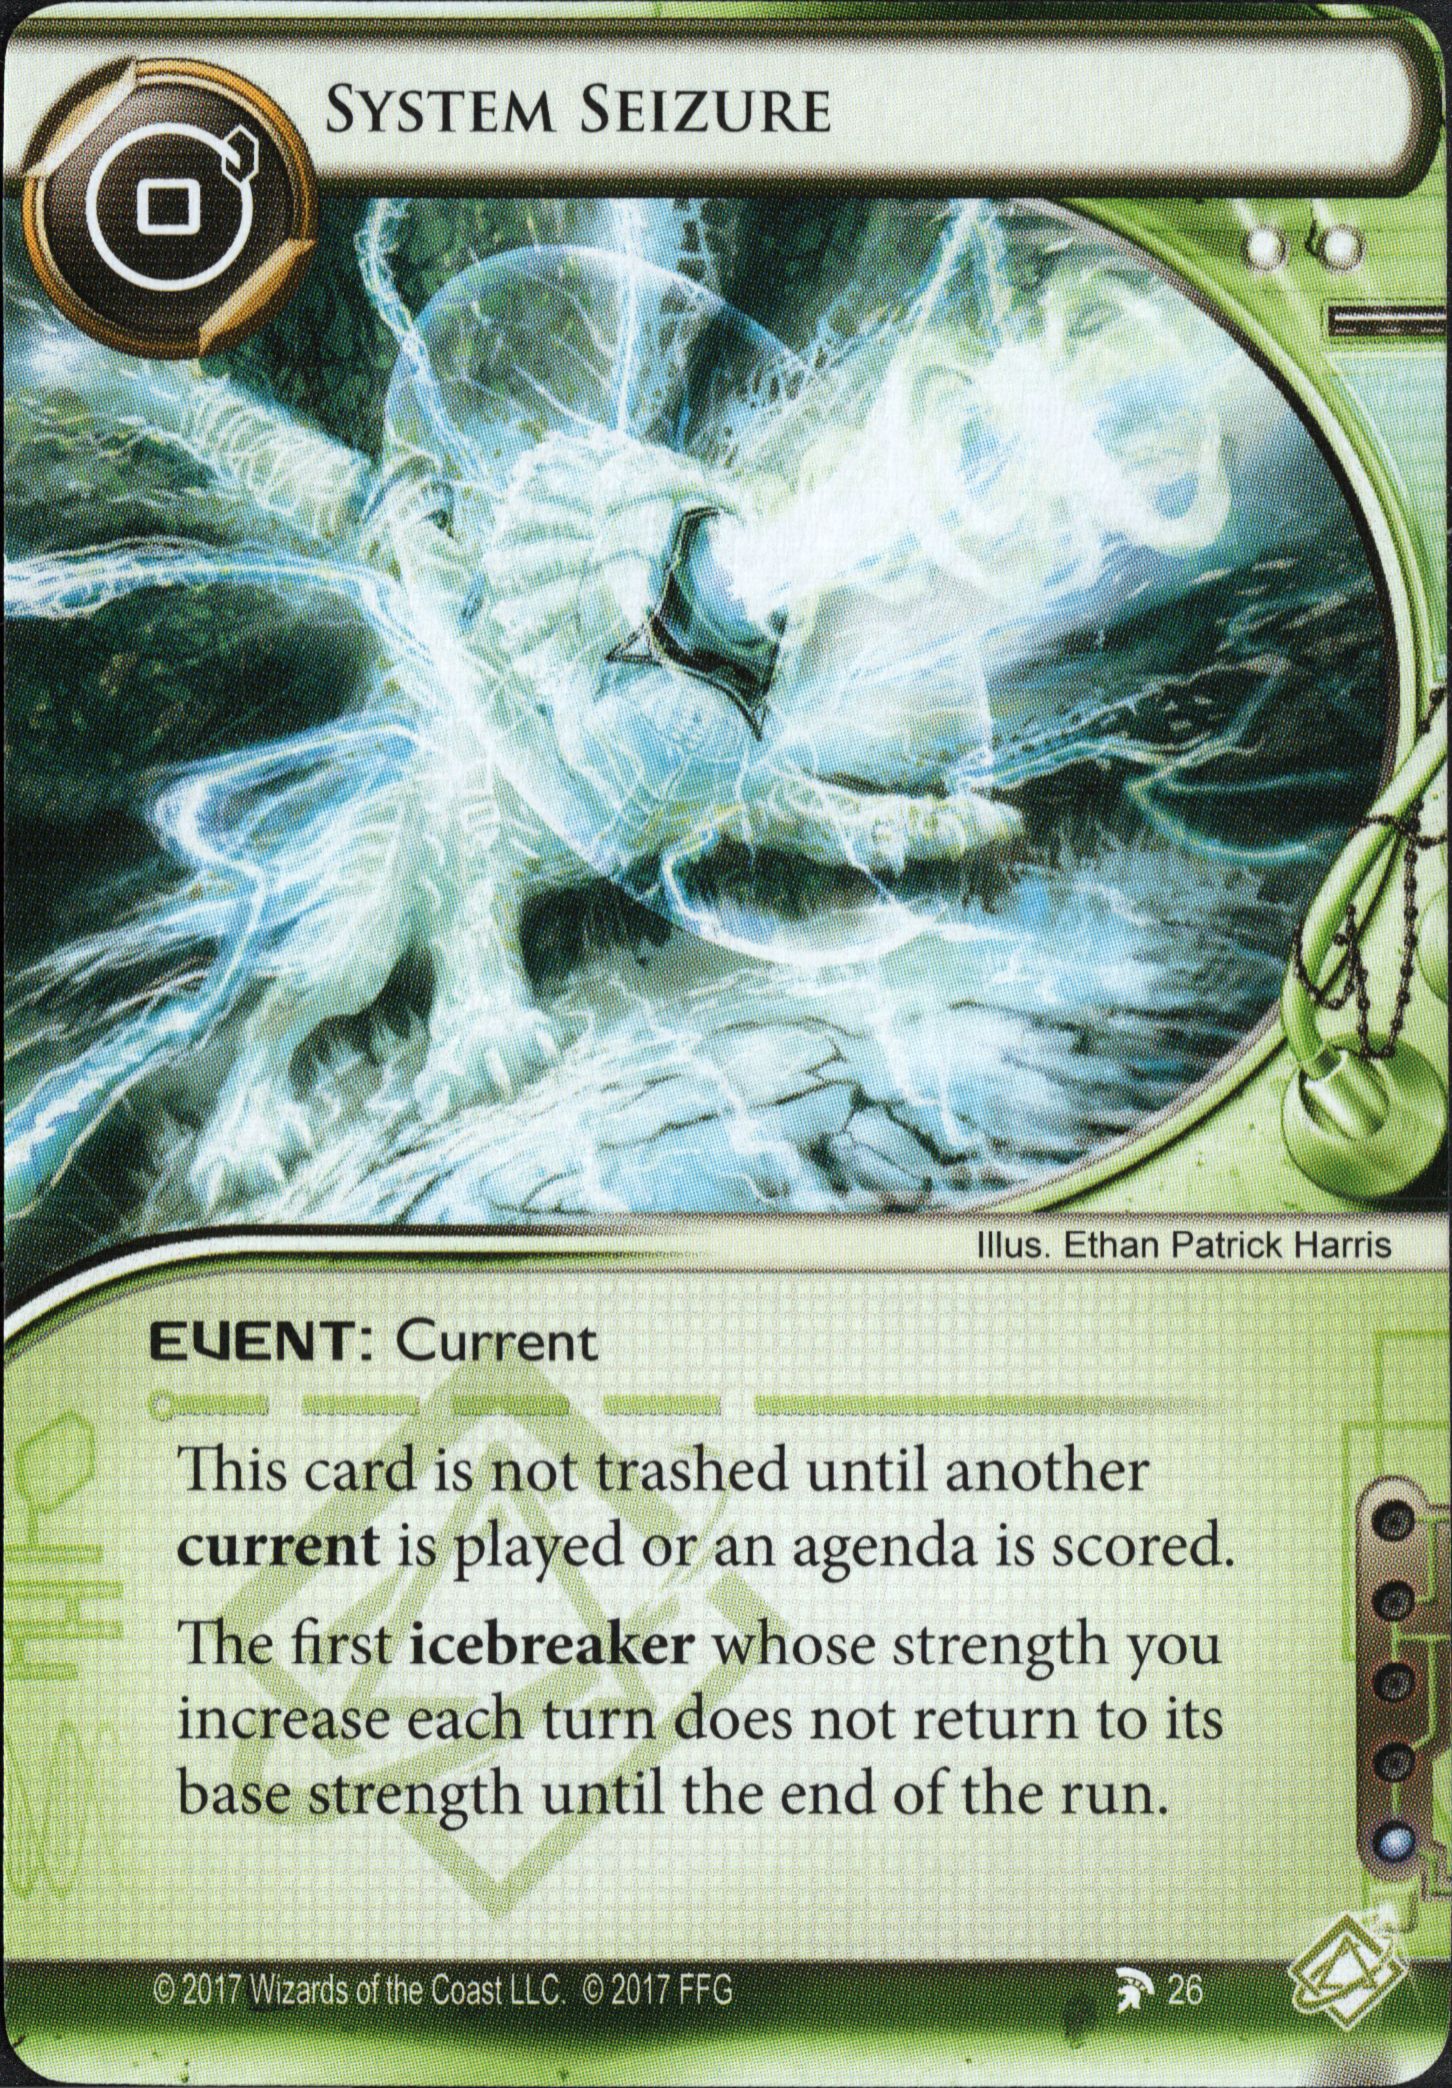 SYSTEM SEIZURE
0
Illus. Ethan Patrick Harris
EVENT: Current
This card is not trashed until another
current is played or an agenda is scored.
The first icebreaker whose strength you
increase each turn does not return to its
base strength until the end of the run.
© 2017 Wizards of the Coast LLC. © 2017 FFG
26